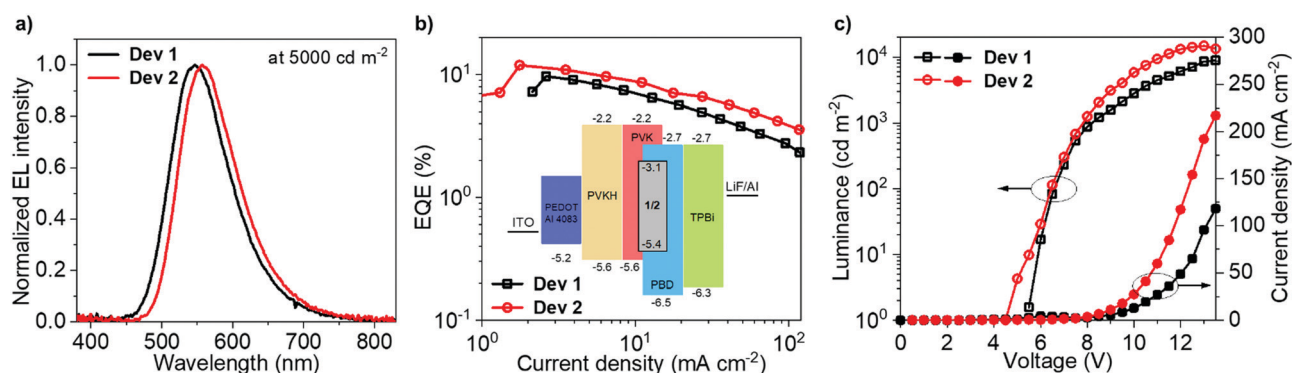 a)
Normalized EL intensity
1.0
0.8
0.6
0.4
0.2
0.0
Dev 1
Dev 2
at 5000 cd m⁻²
400 500 600 700 800
Wavelength (nm)
b)
EQE (%)
10¹
10⁰
10⁻¹
-2.2 -2.2
PVK -2.7 -2.7
-3.1
LiF/Al
PEDOT
AI 4083
PVKH
1/2
TPBi
ITO
-5.4
-5.2
-5.6 -5.6
PBD
-6.5 -6.3
Dev 1
Dev 2
10⁰ 10¹ 10²
Current density (mA cm⁻²)
c)
Luminance (cd m⁻²)
10⁴
10³
10²
10¹
10⁰
Dev 1
Dev 2
300
250
200
150
100
50
0
Current density (mA cm⁻²)
0 2 4 6 8 10 12
Voltage (V)